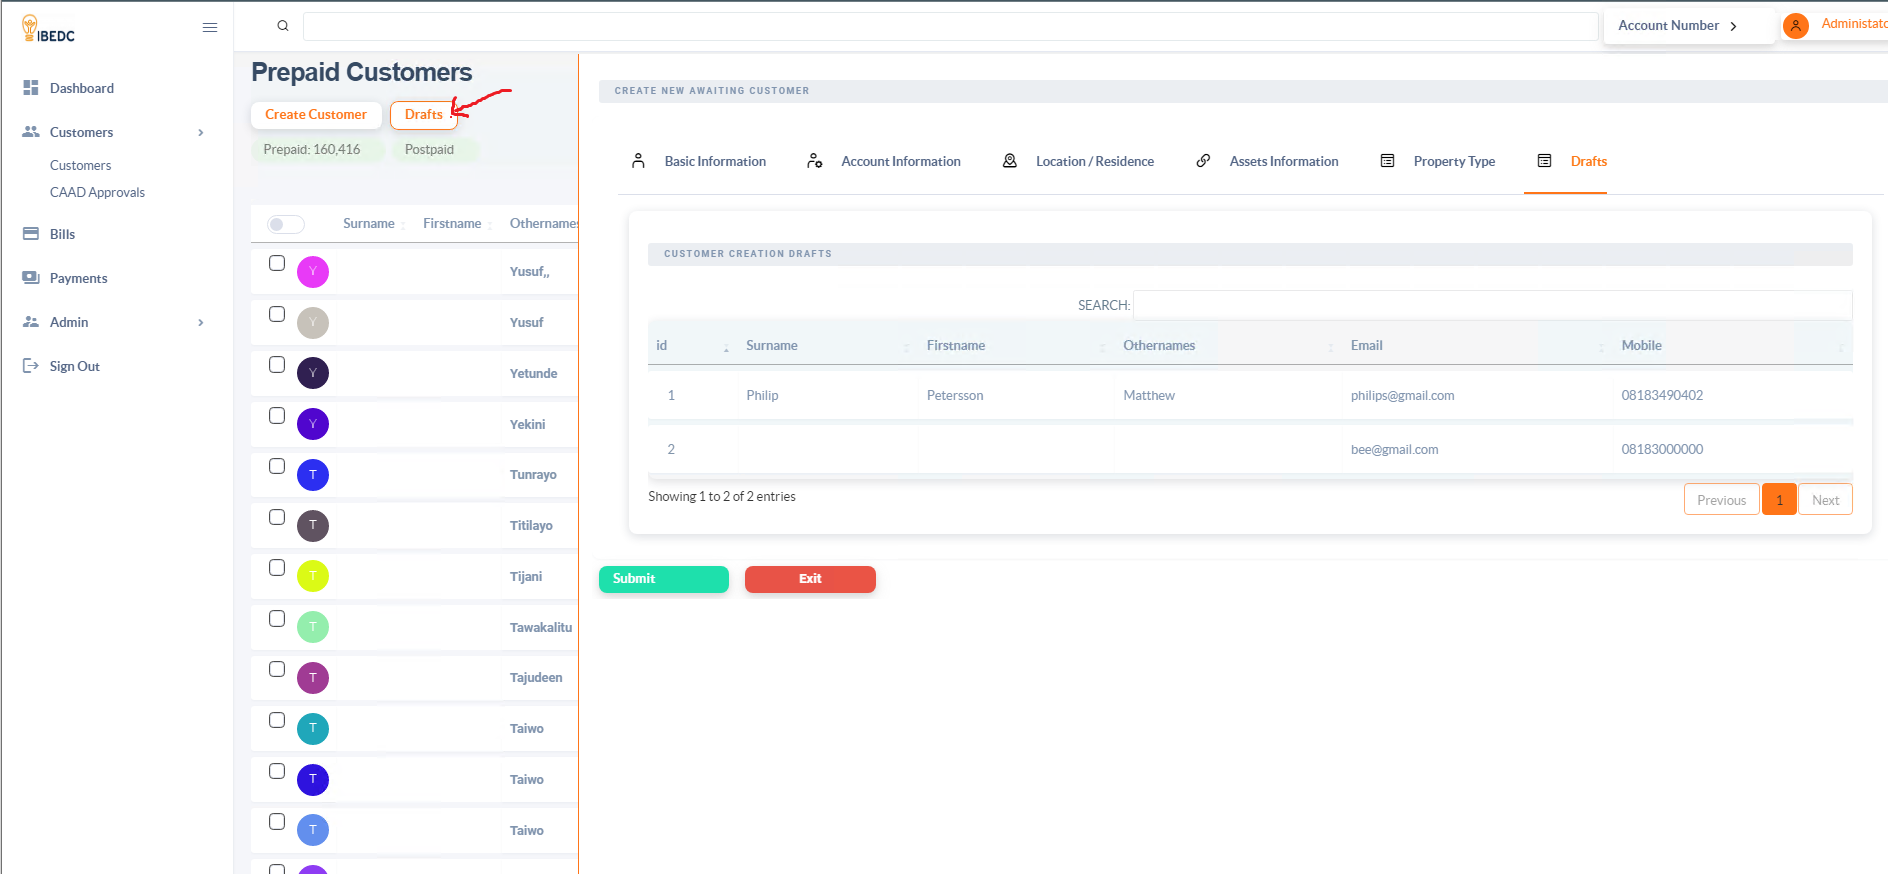 IBEDC
Account Number
Administato
Dashboard
Customers
Customers
CAAD Approvals
Bills
Payments
Admin
Sign Out
Prepaid Customers
Create Customer
Drafts
Prepaid: 160,416
Postpaid
Surname
Firstname
Othernames
Y
Yusuf,,
Y
Yusuf
Y
Yetunde
Y
Yekini
T
Tunrayo
T
Titilayo
T
Tijani
T
Tawakalitu
T
Tajudeen
T
Taiwo
T
Taiwo
T
Taiwo
CREATE NEW AWAITING CUSTOMER
Basic Information
Account Information
Location / Residence
Assets Information
Property Type
Drafts
CUSTOMER CREATION DRAFTS
SEARCH:
id Surname Firstname Othernames Email Mobile
1 Philip Petersson Matthew philips@gmail.com 08183490402
2 bee@gmail.com 08183000000
Showing 1 to 2 of 2 entries
Previous 1 Next
Submit
Exit